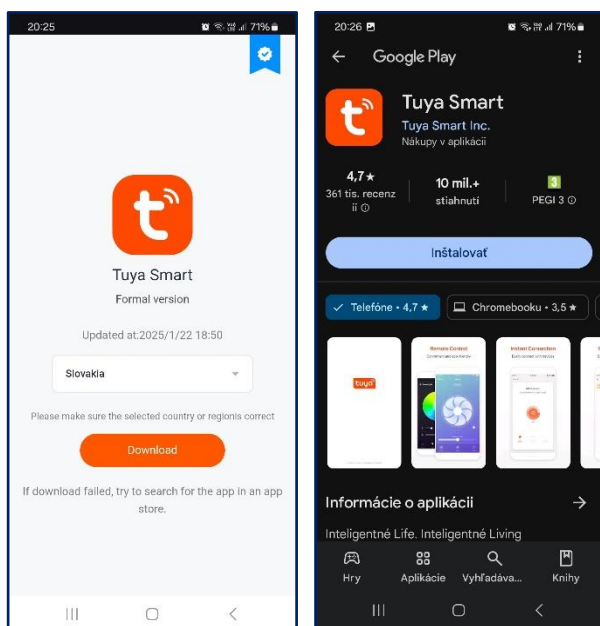 20:25
71%
Tuya Smart
Formal version
Updated at:2025/1/22 18:50
Slovakia
Please make sure the selected country or regionis correct
Download
If download failed, try to search for the app in an app
store.
20:26
71%
Google Play
Tuya Smart
Tuya Smart Inc.
Nákupy v aplikácii
4,7★
361 tis. recenz
ií
10 mil.+
stiahnutí
3
PEGI 3
Inštalovať
Telefóne • 4,7 ★
Chromebooku • 3,5 ★
tuya
Remote Control
Instant Connection
Informácie o aplikácii
Inteligentné Life. Inteligentné Living
Hry
Aplikácie
Vyhľadáva...
Knihy